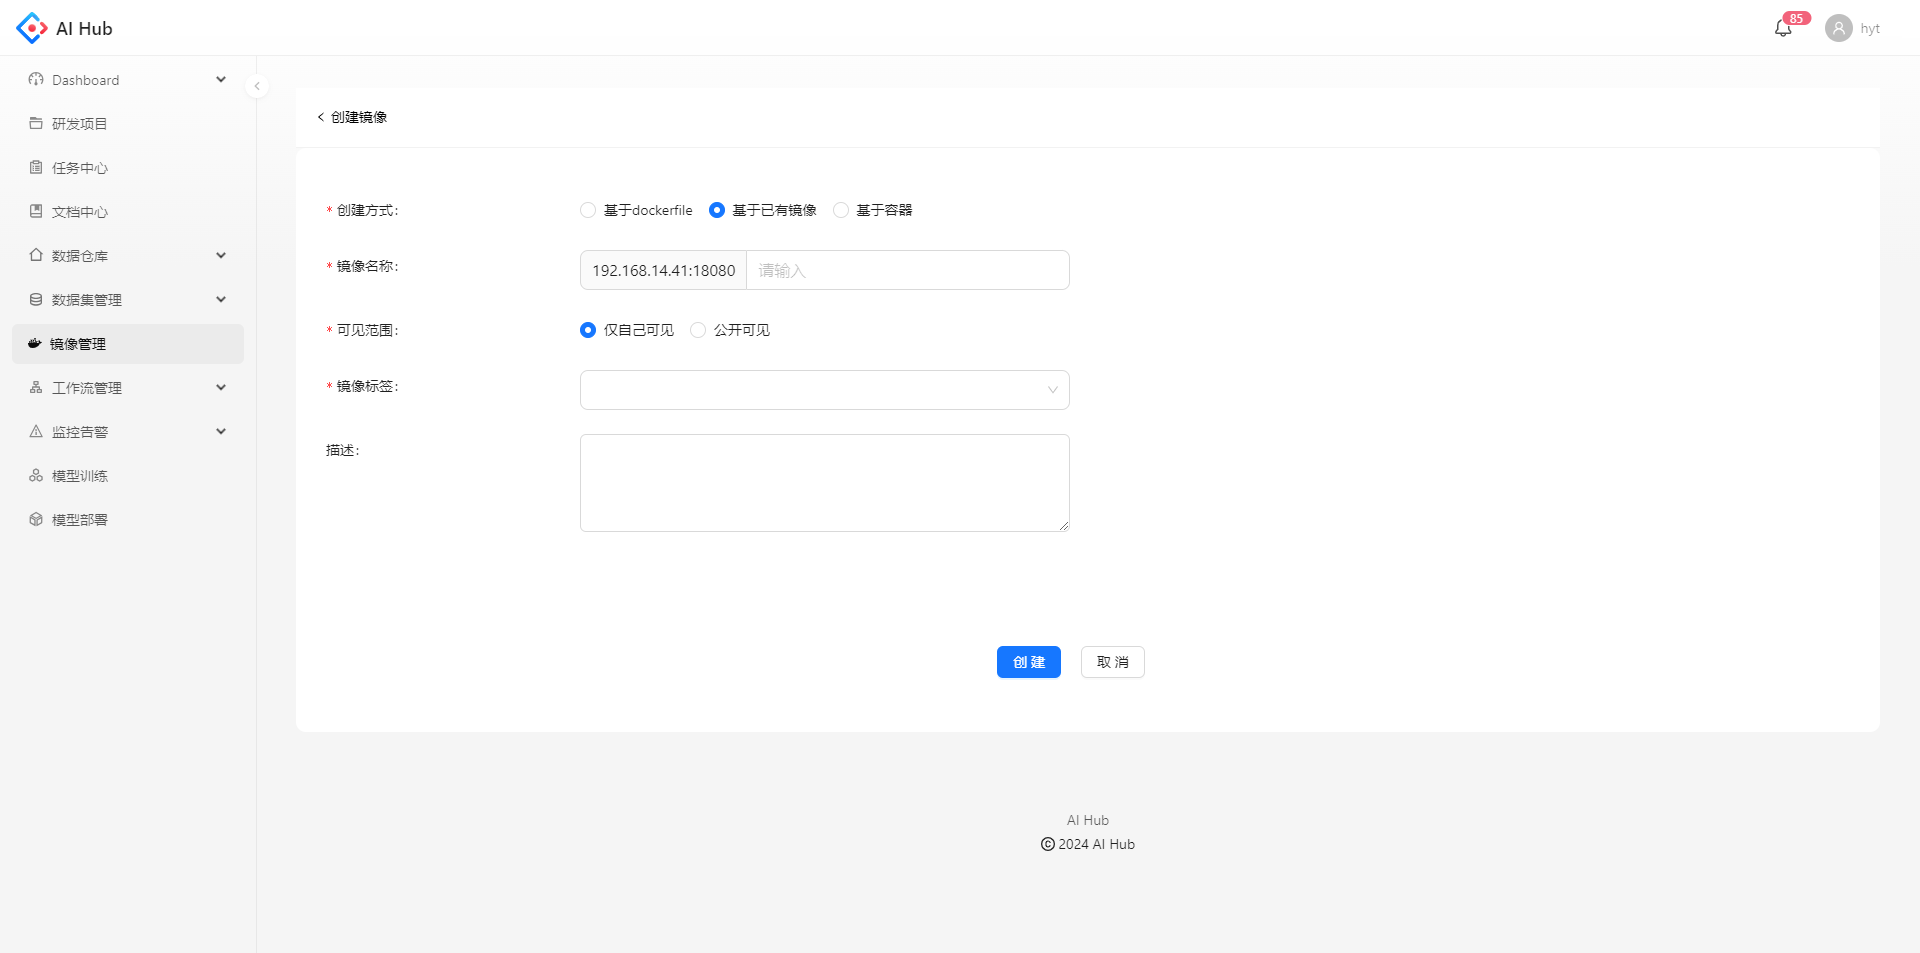 AI Hub
85
hyt
Dashboard
研发项目
任务中心
文档中心
数据仓库
数据集管理
镜像管理
工作流管理
监控告警
模型训练
模型部署
创建镜像
* 创建方式: 基于dockerfile 基于已有镜像 基于容器
* 镜像名称: 192.168.14.41:18080 请输入
* 可见范围: 仅自己可见 公开可见
* 镜像标签:
描述:
创 建 取 消
AI Hub
© 2024 AI Hub